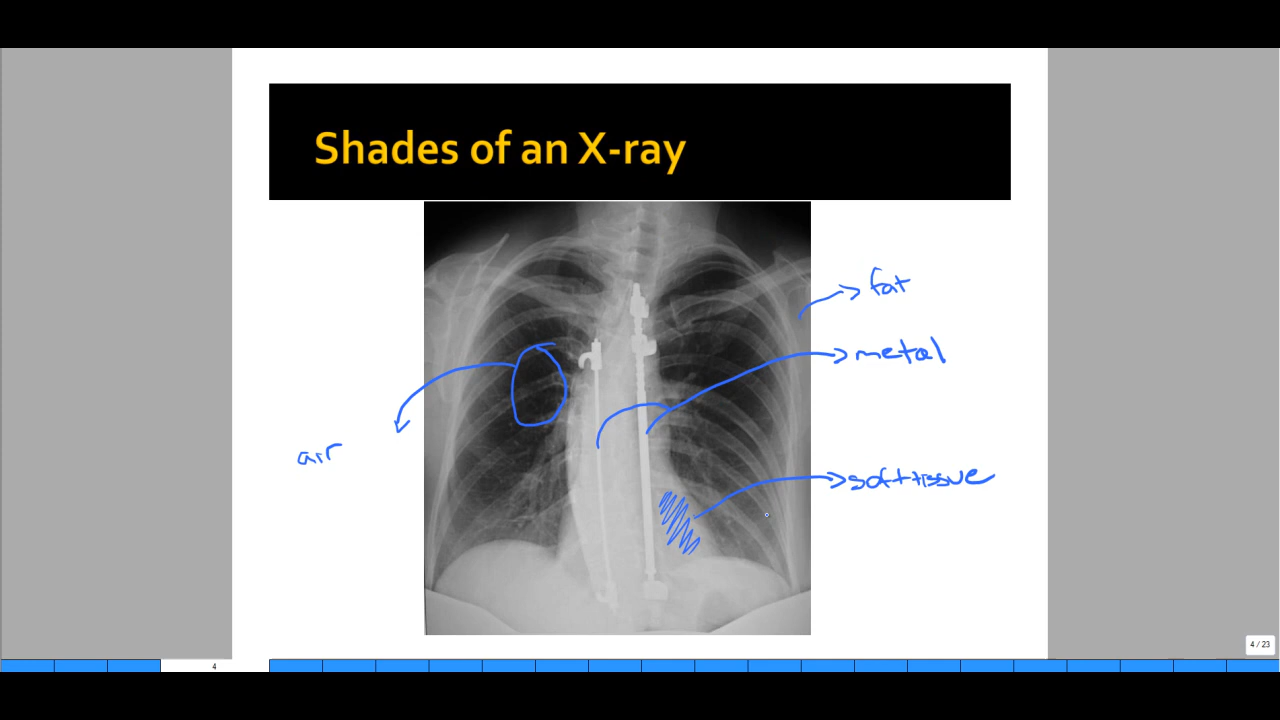 Shades of an X-ray
fat
metal
air
soft tissue
4 / 23
4